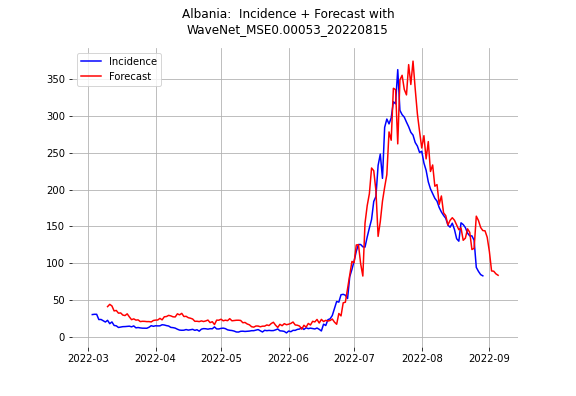 Albania:  Incidence + Forecast with
WaveNet_MSE0.00053_20220815
Incidence
Forecast
350
300
250
200
150
100
50
0
2022-03 2022-04 2022-05 2022-06 2022-07 2022-08 2022-09